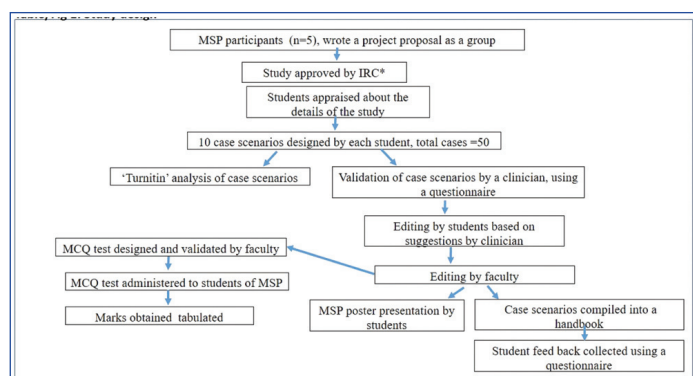 MSP participants (n=5), wrote a project proposal as a group
Study approved by IRC*
Students appraised about the
details of the study
10 case scenarios designed by each student, total cases =50
'Turnitin' analysis of case scenarios
Validation of case scenarios by a clinician, using
a questionnaire
Editing by students based on
suggestions by clinician
MCQ test designed and validated by faculty
Editing by faculty
MCQ test administered to students of MSP
Marks obtained tabulated
MSP poster presentation by
students
Case scenarios compiled into a
handbook
Student feed back collected using a
questionnaire